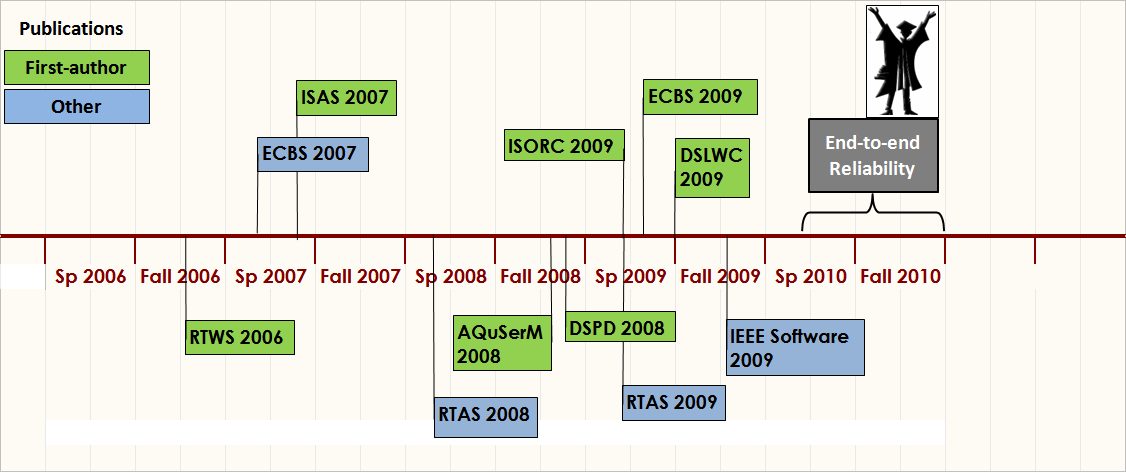 Publications
First-author
Other
ISAS 2007
ECBS 2007
ISORC 2009
ECBS 2009
DSLWC
2009
End-to-end
Reliability
Sp 2006
Fall 2006
Sp 2007
Fall 2007
Sp 2008
Fall 2008
Sp 2009
Fall 2009
Sp 2010
Fall 2010
RTWS 2006
AQuSerM
2008
DSPD 2008
IEEE Software
2009
RTAS 2008
RTAS 2009